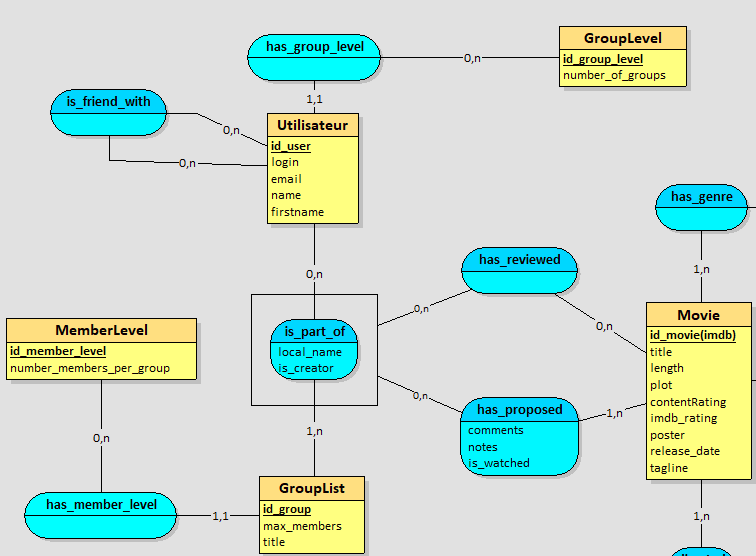 has_group_level
0,n
GroupLevel
id_group_level
number_of_groups
1,1
is_friend_with
0,n
0,n
Utilisateur
id_user
login
email
name
firstname
0,n
has_genre
1,n
has_reviewed
0,n
0,n
is_part_of
local_name
is_creator
0,n
has_proposed
comments
notes
is_watched
1,n
Movie
id_movie(imdb)
title
length
plot
contentRating
imdb_rating
poster
release_date
tagline
1,n
MemberLevel
id_member_level
number_members_per_group
0,n
has_member_level
1,1
1,n
GroupList
id_group
max_members
title